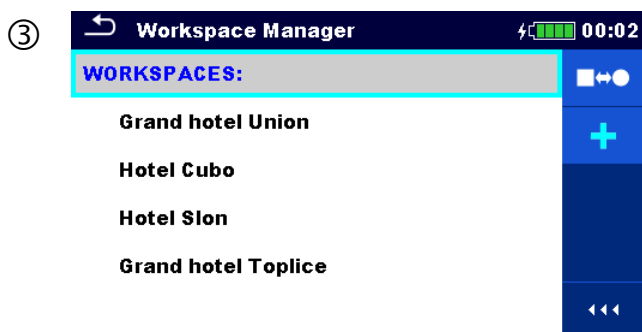 ③
Workspace Manager 00:02
WORKSPACES:
Grand hotel Union
Hotel Cubo
Hotel Slon
Grand hotel Toplice